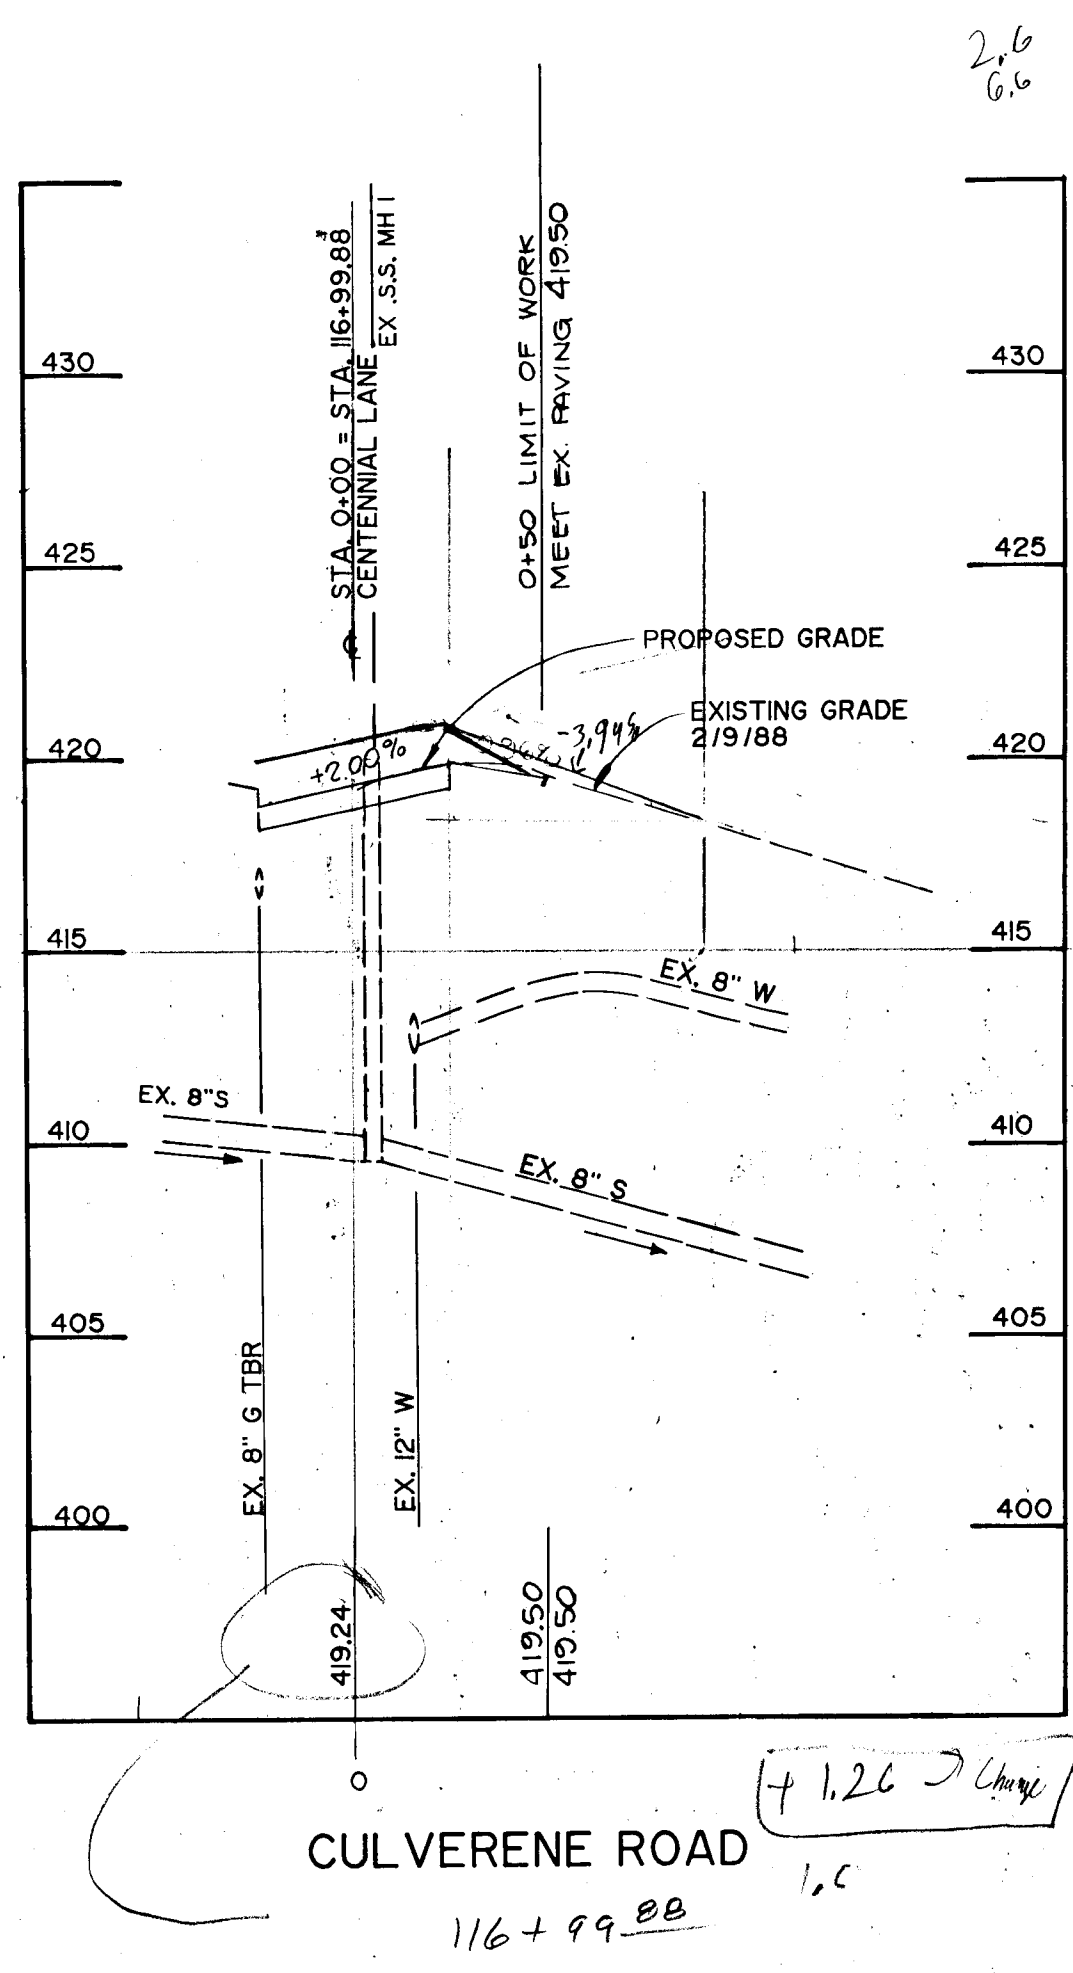 2.6
6.6
STA. 0+00 = STA. 116+99.88
CENTENNIAL LANE
EX .S.S. MH 1
0+50 LIMIT OF WORK
MEET EX. PAVING 419.50
430
430
425
425
PROPOSED GRADE
EXISTING GRADE
2/9/88
-3.94%
+2.00%
420
420
415
415
EX. 8" W
EX. 8"S
410
410
EX. 8" S
405
405
EX. 8" G TBR
EX. 12" W
400
400
419.24
419.50
419.50
0
+ 1.26 Change
CULVERENE ROAD
116 + 99 88